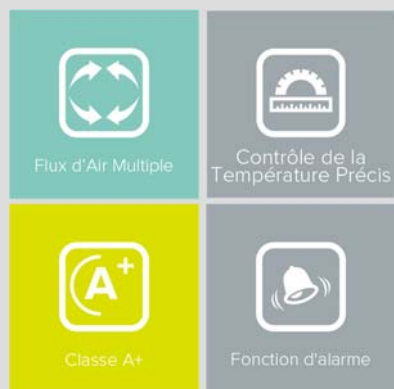 Flux d'Air Multiple
Contrôle de la
Température Précis
A+
Classe A+
Fonction d'alarme